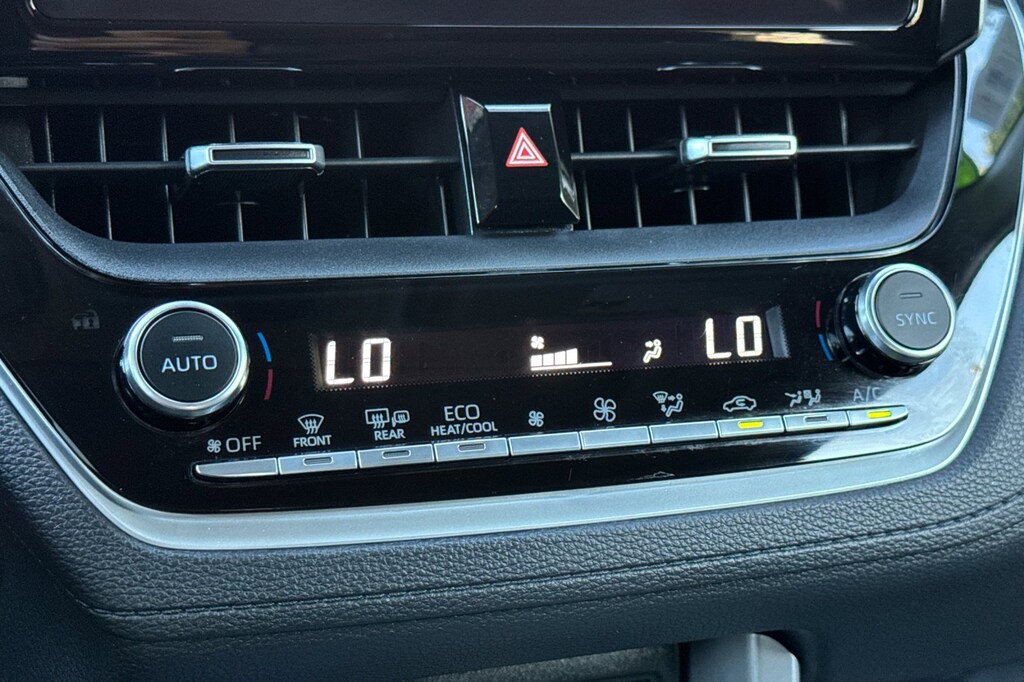 LO LO
AUTO SYNC
OFF FRONT REAR ECO HEAT/COOL A/C